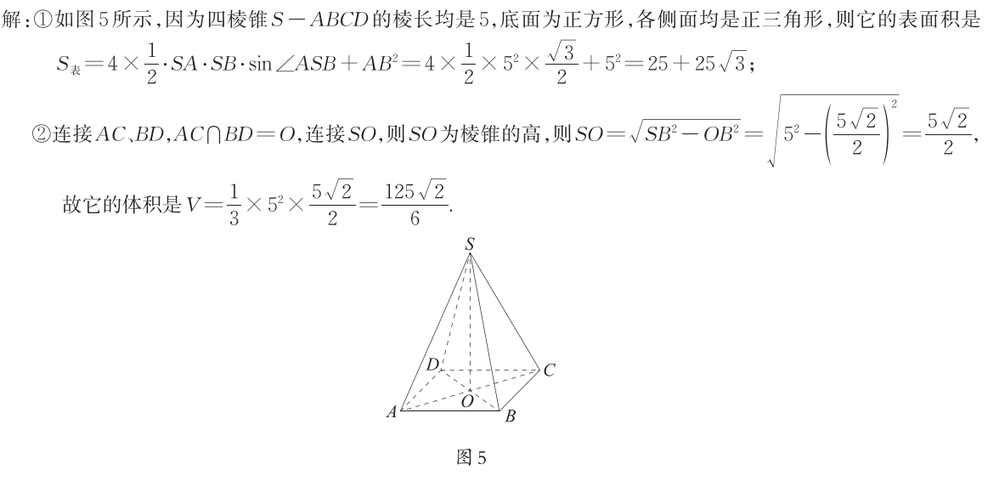 解:①如图5所示,因为四棱锥S-ABCD的棱长均是5,底面为正方形,各侧面均是正三角形,则它的表面积是
S表=4×1/2·SA·SB·sin∠ASB+AB²=4×1/2×5²×√3/2+5²=25+25√3;
②连接AC、BD,AC∩BD=O,连接SO,则SO为棱锥的高,则SO=√(SB²-OB²)=√(5²-(5√2/2)²)=5√2/2,
故它的体积是V=1/3×5²×5√2/2=125√2/6.
S
D
C
O
A
B
图5